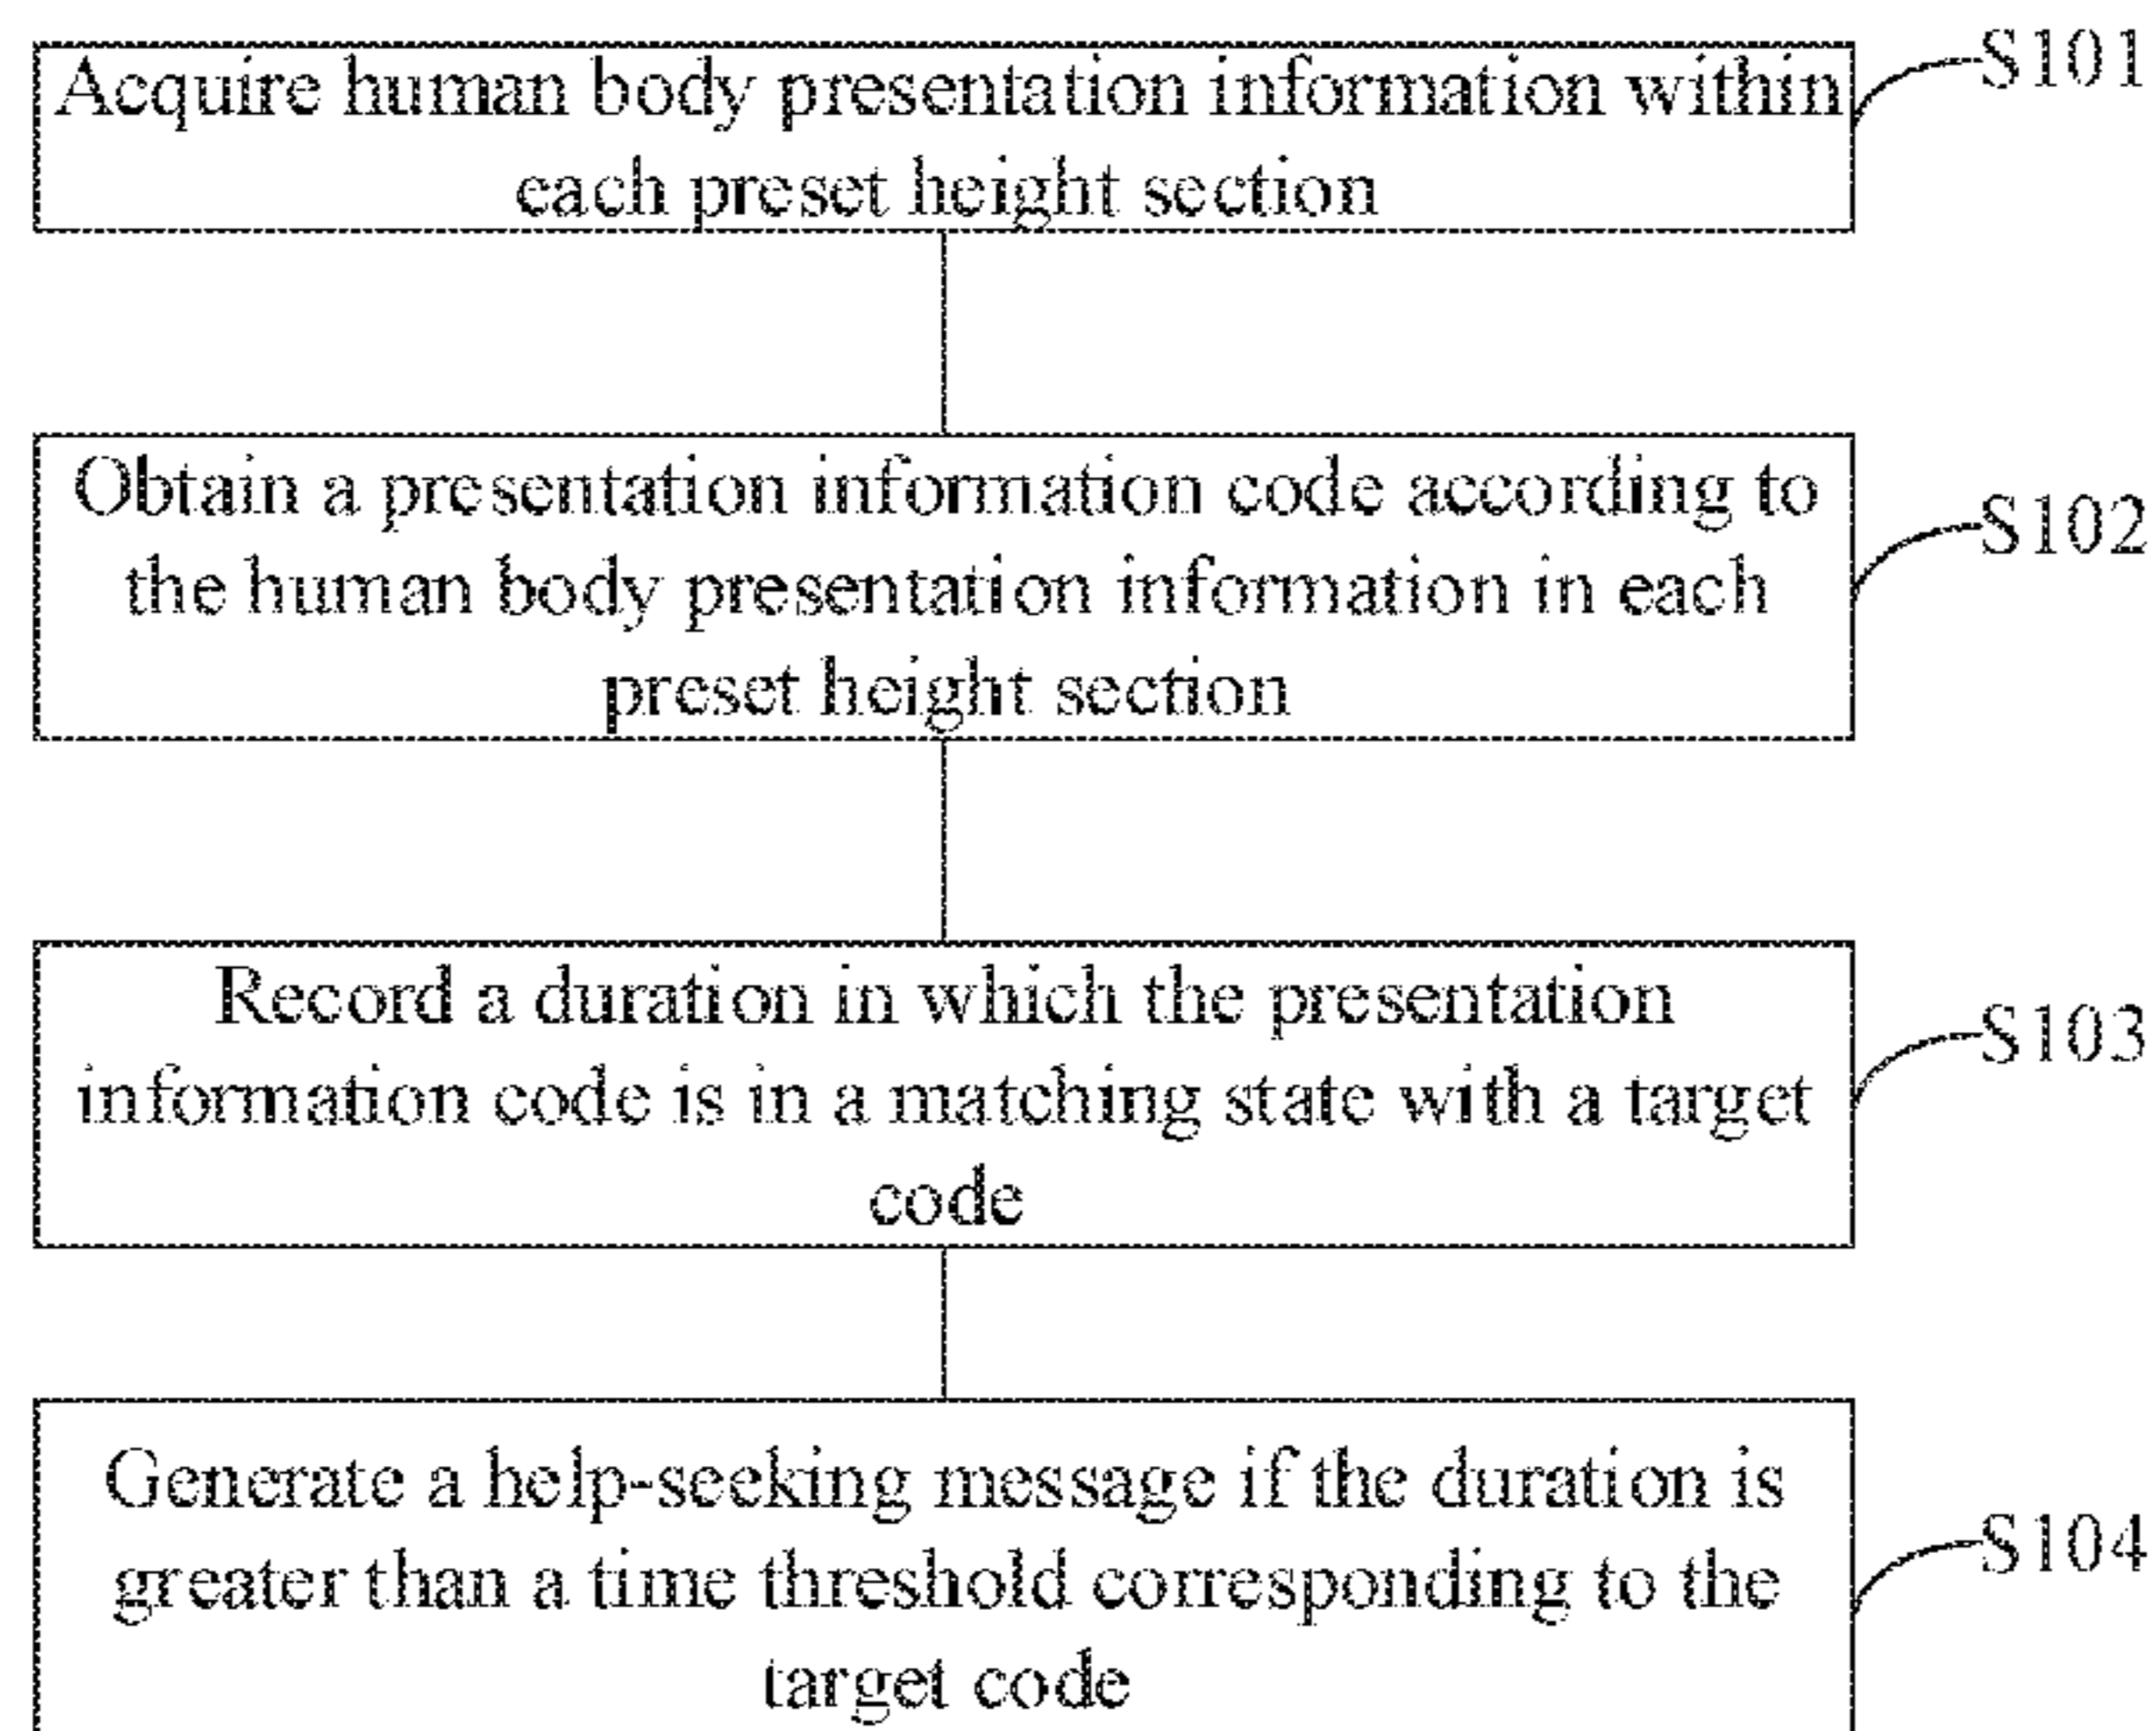 Acquire human body presentation information within
each preset height section
S101
Obtain a presentation information code according to
the human body presentation information in each
preset height section
S102
Record a duration in which the presentation
information code is in a matching state with a target
code
S103
Generate a help-seeking message if the duration is
greater than a time threshold corresponding to the
target code
S104